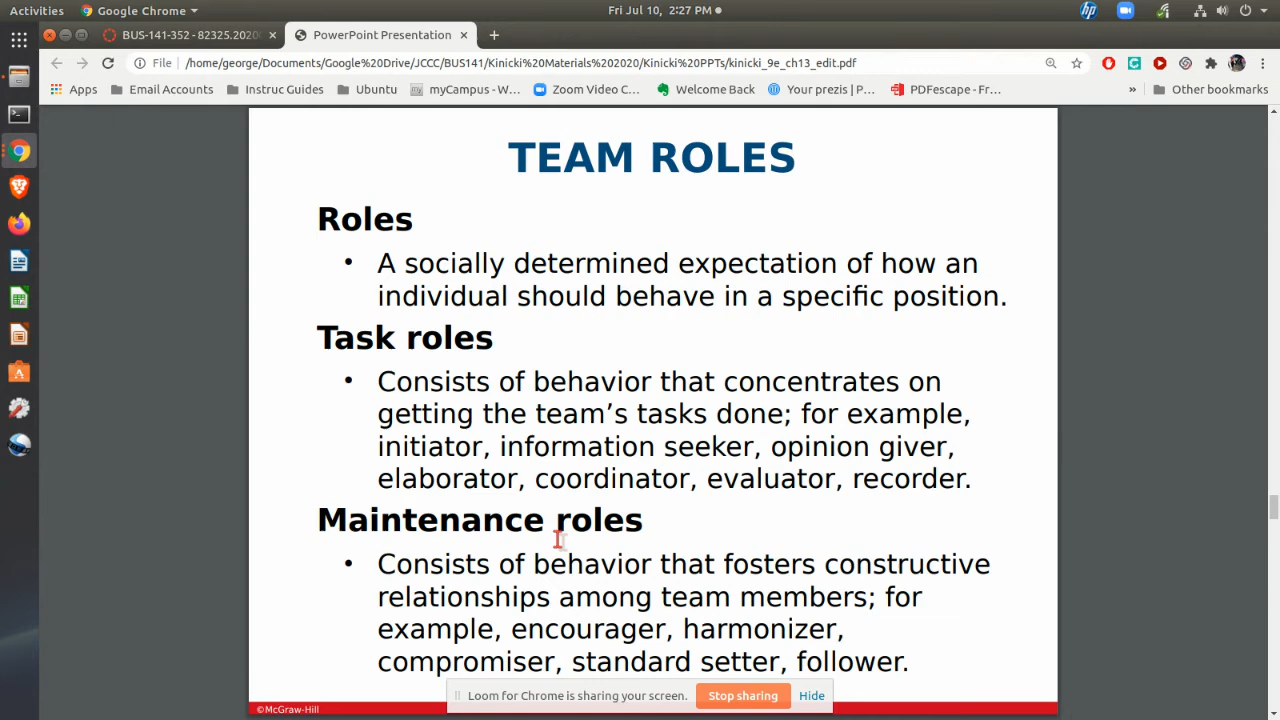 Activities
Google Chrome
Fri Jul 10, 2:27 PM
BUS-141-352 - 82325.2020
PowerPoint Presentation
File
/home/george/Documents/Google%20Drive/JCCC/BUS141/Kinicki%20Materials%202020/Kinicki%20PPTs/kinicki_9e_ch13_edit.pdf
Apps
Email Accounts
Instruc Guides
Ubuntu
myCampus - W...
Zoom Video C...
Welcome Back
Your prezis | P...
PDFescape - Fr...
»
Other bookmarks
TEAM ROLES
Roles
• A socially determined expectation of how an
individual should behave in a specific position.
Task roles
• Consists of behavior that concentrates on
getting the team’s tasks done; for example,
initiator, information seeker, opinion giver,
elaborator, coordinator, evaluator, recorder.
Maintenance roles
• Consists of behavior that fosters constructive
relationships among team members; for
example, encourager, harmonizer,
compromiser, standard setter, follower.
Loom for Chrome is sharing your screen.
Stop sharing
Hide
©McGraw-Hill